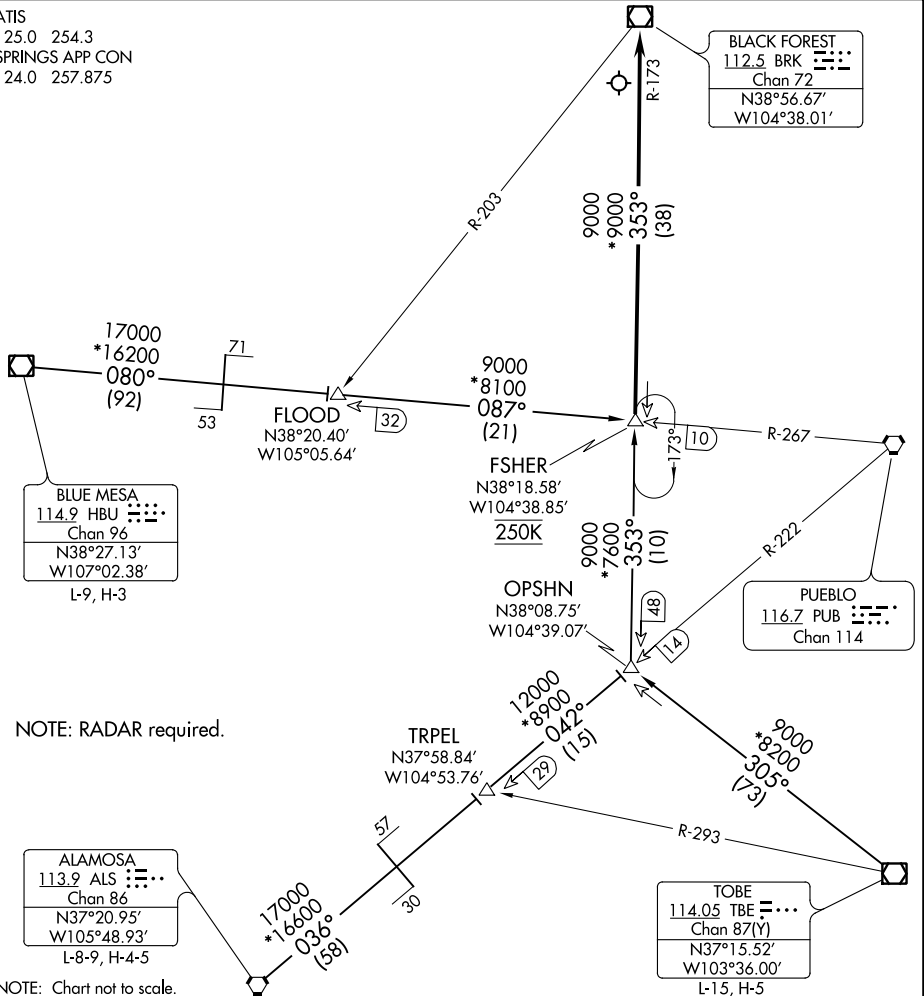 ATIS
25.0 254.3
SPRINGS APP CON
24.0 257.875
BLACK FOREST
112.5 BRK
Chan 72
N38°56.67'
W104°38.01'
R-173
R-203
9000
*9000
353°
(38)
17000
*16200
080°
(92)
71
53
FLOOD
N38°20.40'
W105°05.64'
32
9000
*8100
087°
(21)
173°
10
R-267
FSHER
N38°18.58'
W104°38.85'
250K
BLUE MESA
114.9 HBU
Chan 96
N38°27.13'
W107°02.38'
L-9, H-3
9000
*7600
353°
(10)
R-222
PUEBLO
116.7 PUB
Chan 114
OPSHN
N38°08.75'
W104°39.07'
48
14
NOTE: RADAR required.
12000
*8900
042°
(15)
TRPEL
N37°58.84'
W104°53.76'
29
9000
*8200
305°
(73)
R-293
57
30
ALAMOSA
113.9 ALS
Chan 86
N37°20.95'
W105°48.93'
L-8-9, H-4-5
17000
*16600
036°
(58)
TOBE
114.05 TBE
Chan 87(Y)
N37°15.52'
W103°36.00'
L-15, H-5
NOTE: Chart not to scale.